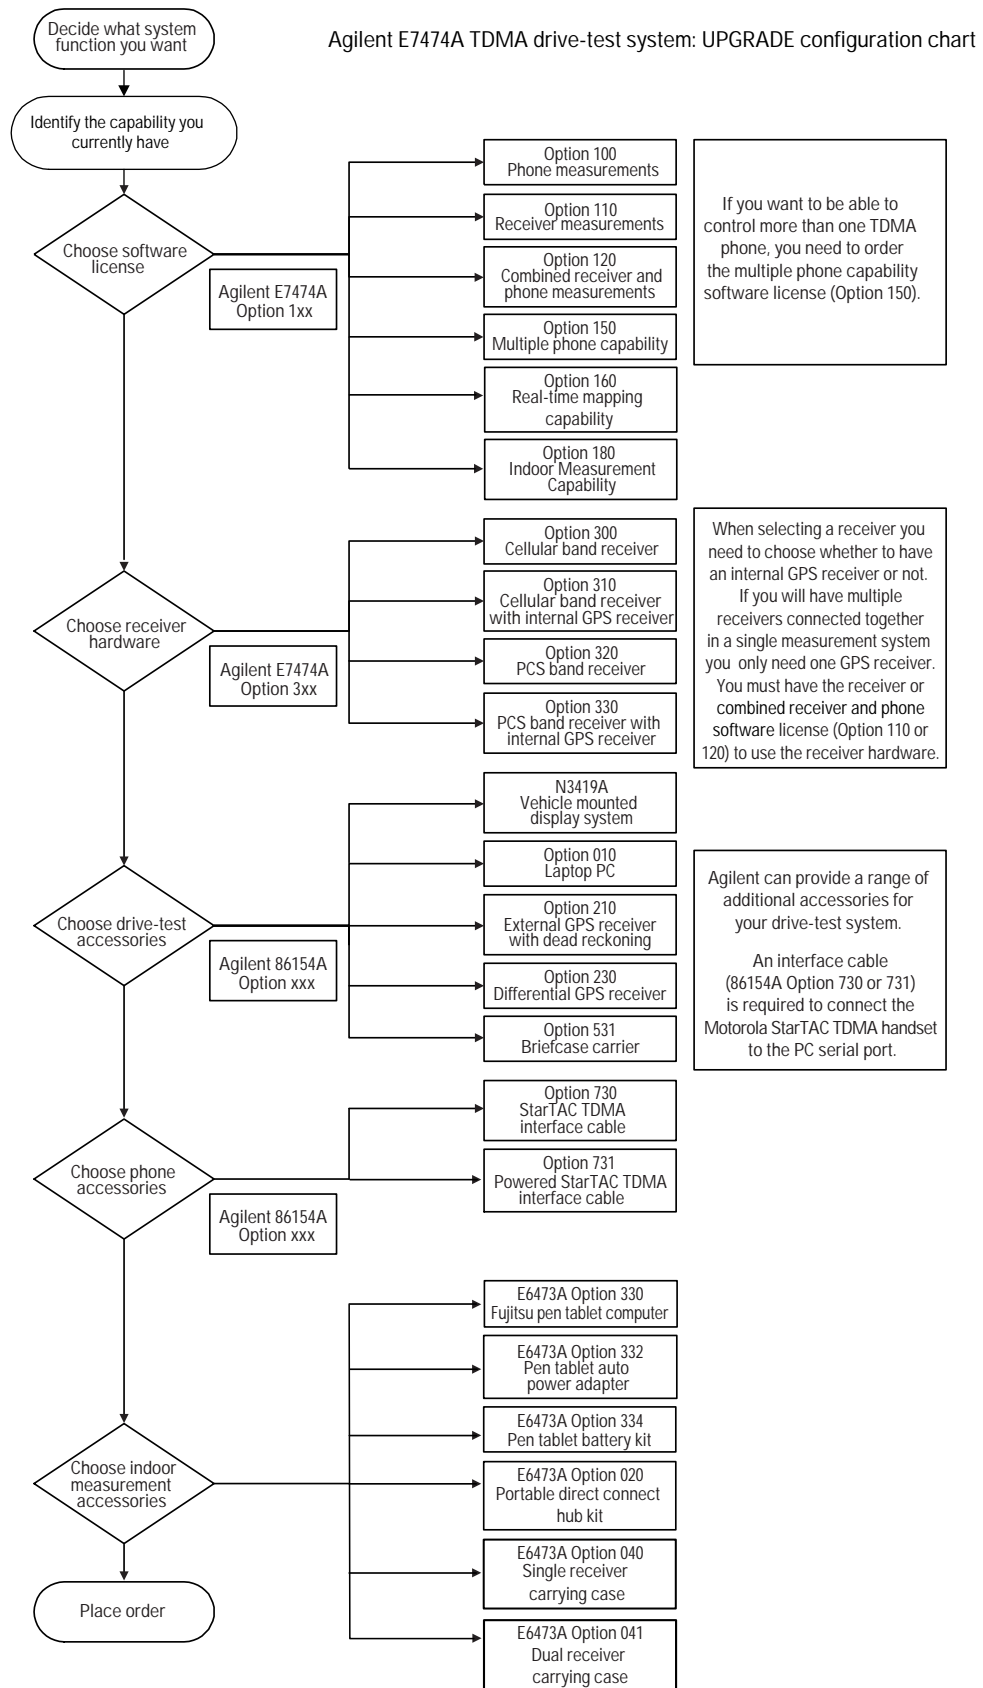 Decide what system
function you want
Agilent E7474A TDMA drive-test system: UPGRADE configuration chart
Identify the capability you
currently have
Choose software
license
Agilent E7474A
Option 1xx
Option 100
Phone measurements
Option 110
Receiver measurements
Option 120
Combined receiver and
phone measurements
Option 150
Multiple phone capability
Option 160
Real-time mapping
capability
Option 180
Indoor Measurement
Capability
If you want to be able to
control more than one TDMA
phone, you need to order
the multiple phone capability
software license (Option 150).
Choose receiver
hardware
Agilent E7474A
Option 3xx
Option 300
Cellular band receiver
Option 310
Cellular band receiver
with internal GPS receiver
Option 320
PCS band receiver
Option 330
PCS band receiver with
internal GPS receiver
When selecting a receiver you
need to choose whether to have
an internal GPS receiver or not.
If you will have multiple
receivers connected together
in a single measurement system
you only need one GPS receiver.
You must have the receiver or
combined receiver and phone
software license (Option 110 or
120) to use the receiver hardware.
Choose drive-test
accessories
Agilent 86154A
Option xxx
N3419A
Vehicle mounted
display system
Option 010
Laptop PC
Option 210
External GPS receiver
with dead reckoning
Option 230
Differential GPS receiver
Option 531
Briefcase carrier
Agilent can provide a range of
additional accessories for
your drive-test system.
An interface cable
(86154A Option 730 or 731)
is required to connect the
Motorola StarTAC TDMA handset
to the PC serial port.
Choose phone
accessories
Agilent 86154A
Option xxx
Option 730
StarTAC TDMA
interface cable
Option 731
Powered StarTAC TDMA
interface cable
Choose indoor
measurement
accessories
E6473A Option 330
Fujitsu pen tablet computer
E6473A Option 332
Pen tablet auto
power adapter
E6473A Option 334
Pen tablet battery kit
E6473A Option 020
Portable direct connect
hub kit
E6473A Option 040
Single receiver
carrying case
E6473A Option 041
Dual receiver
carrying case
Place order